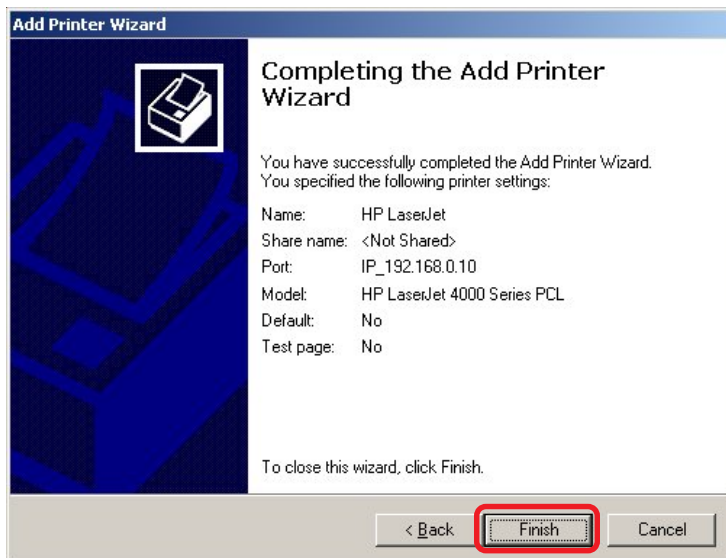 Add Printer Wizard
Completing the Add Printer
Wizard
You have successfully completed the Add Printer Wizard.
You specified the following printer settings:
Name: HP LaserJet
Share name: <Not Shared>
Port: IP_192.168.0.10
Model: HP LaserJet 4000 Series PCL
Default: No
Test page: No
To close this wizard, click Finish.
< Back Finish Cancel